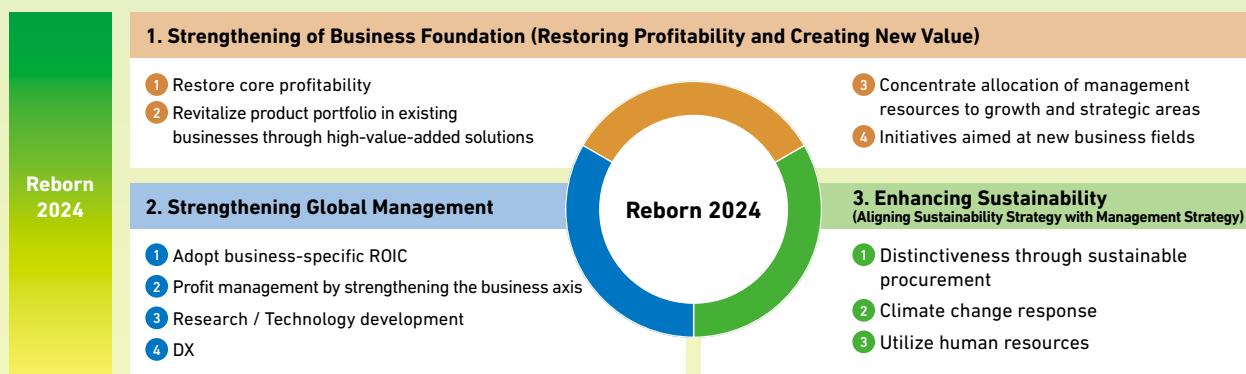 Reborn
2024
1. Strengthening of Business Foundation (Restoring Profitability and Creating New Value)
1 Restore core profitability
2 Revitalize product portfolio in existing
businesses through high-value-added solutions
3 Concentrate allocation of management
resources to growth and strategic areas
4 Initiatives aimed at new business fields
Reborn 2024
2. Strengthening Global Management
1 Adopt business-specific ROIC
2 Profit management by strengthening the business axis
3 Research / Technology development
4 DX
3. Enhancing Sustainability
(Aligning Sustainability Strategy with Management Strategy)
1 Distinctiveness through sustainable
procurement
2 Climate change response
3 Utilize human resources